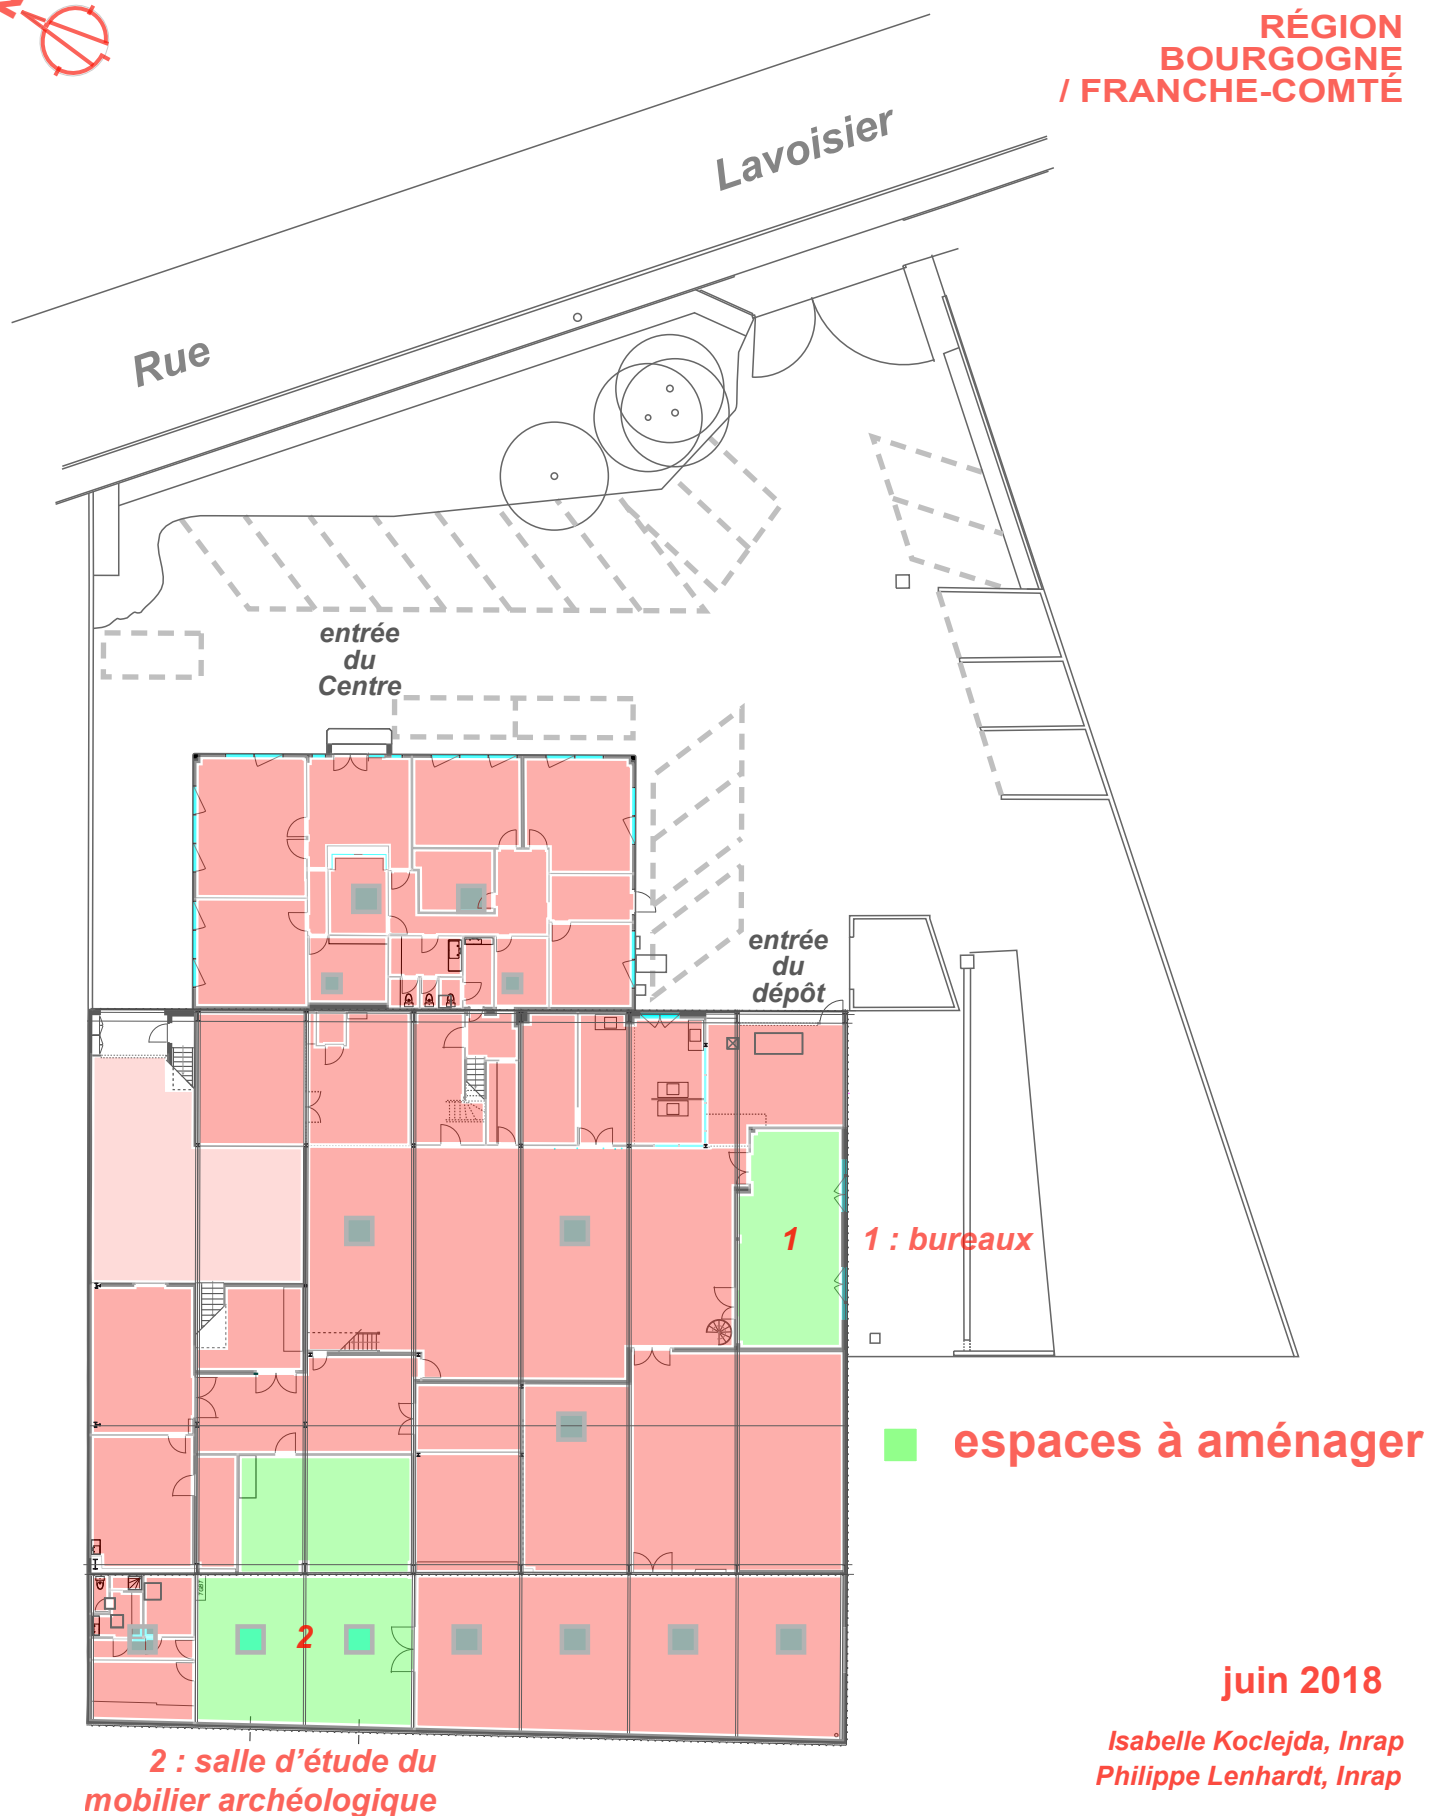 RÉGION
BOURGOGNE
/ FRANCHE-COMTÉ
Rue Lavoisier
entrée
du
Centre
entrée
du
dépôt
1
1 : bureaux
espaces à aménager
2
2 : salle d'étude du
mobilier archéologique
juin 2018
Isabelle Koclejda, Inrap
Philippe Lenhardt, Inrap